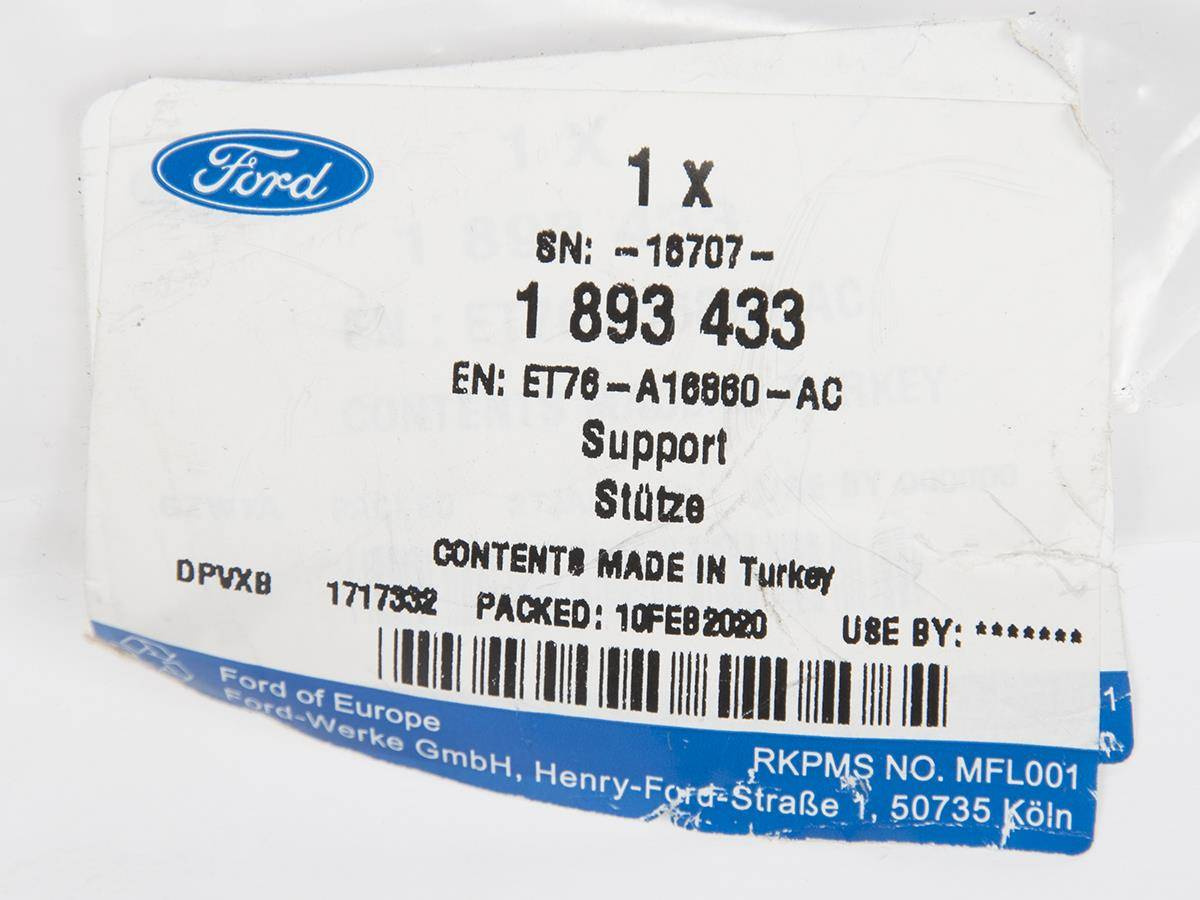 Ford
1 X
SN: -16707-
1 893 433
EN: ET76-A16860-AC
Support
Stütze
CONTENTS MADE IN Turkey
DPVXB 1717332 PACKED: 10FEB2020 USE BY: *******
Ford of Europe
Ford-Werke GmbH, Henry-Ford-Straße 1, 50735 Köln
RKPMS NO. MFL001
1